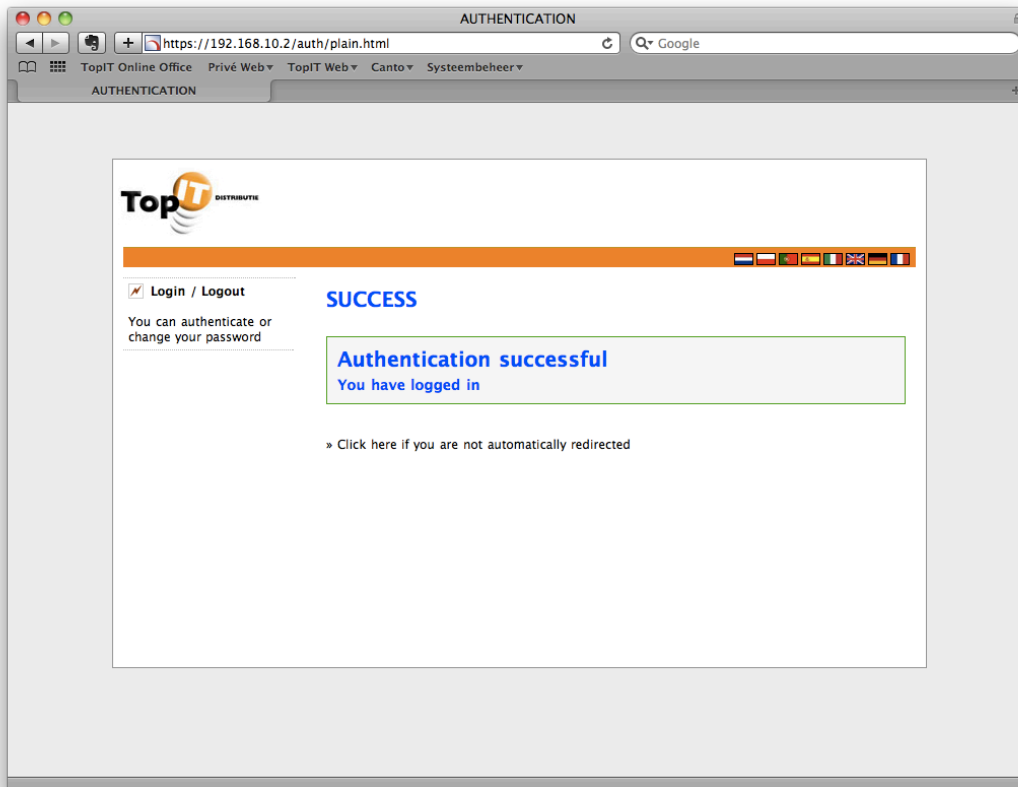 AUTHENTICATION
https://192.168.10.2/auth/plain.html
Google
TopIT Online Office Privé Web TopIT Web Canto Systeembeheer
AUTHENTICATION
TopIT DISTRIBUTIE
Login / Logout
You can authenticate or
change your password
SUCCESS
Authentication successful
You have logged in
» Click here if you are not automatically redirected